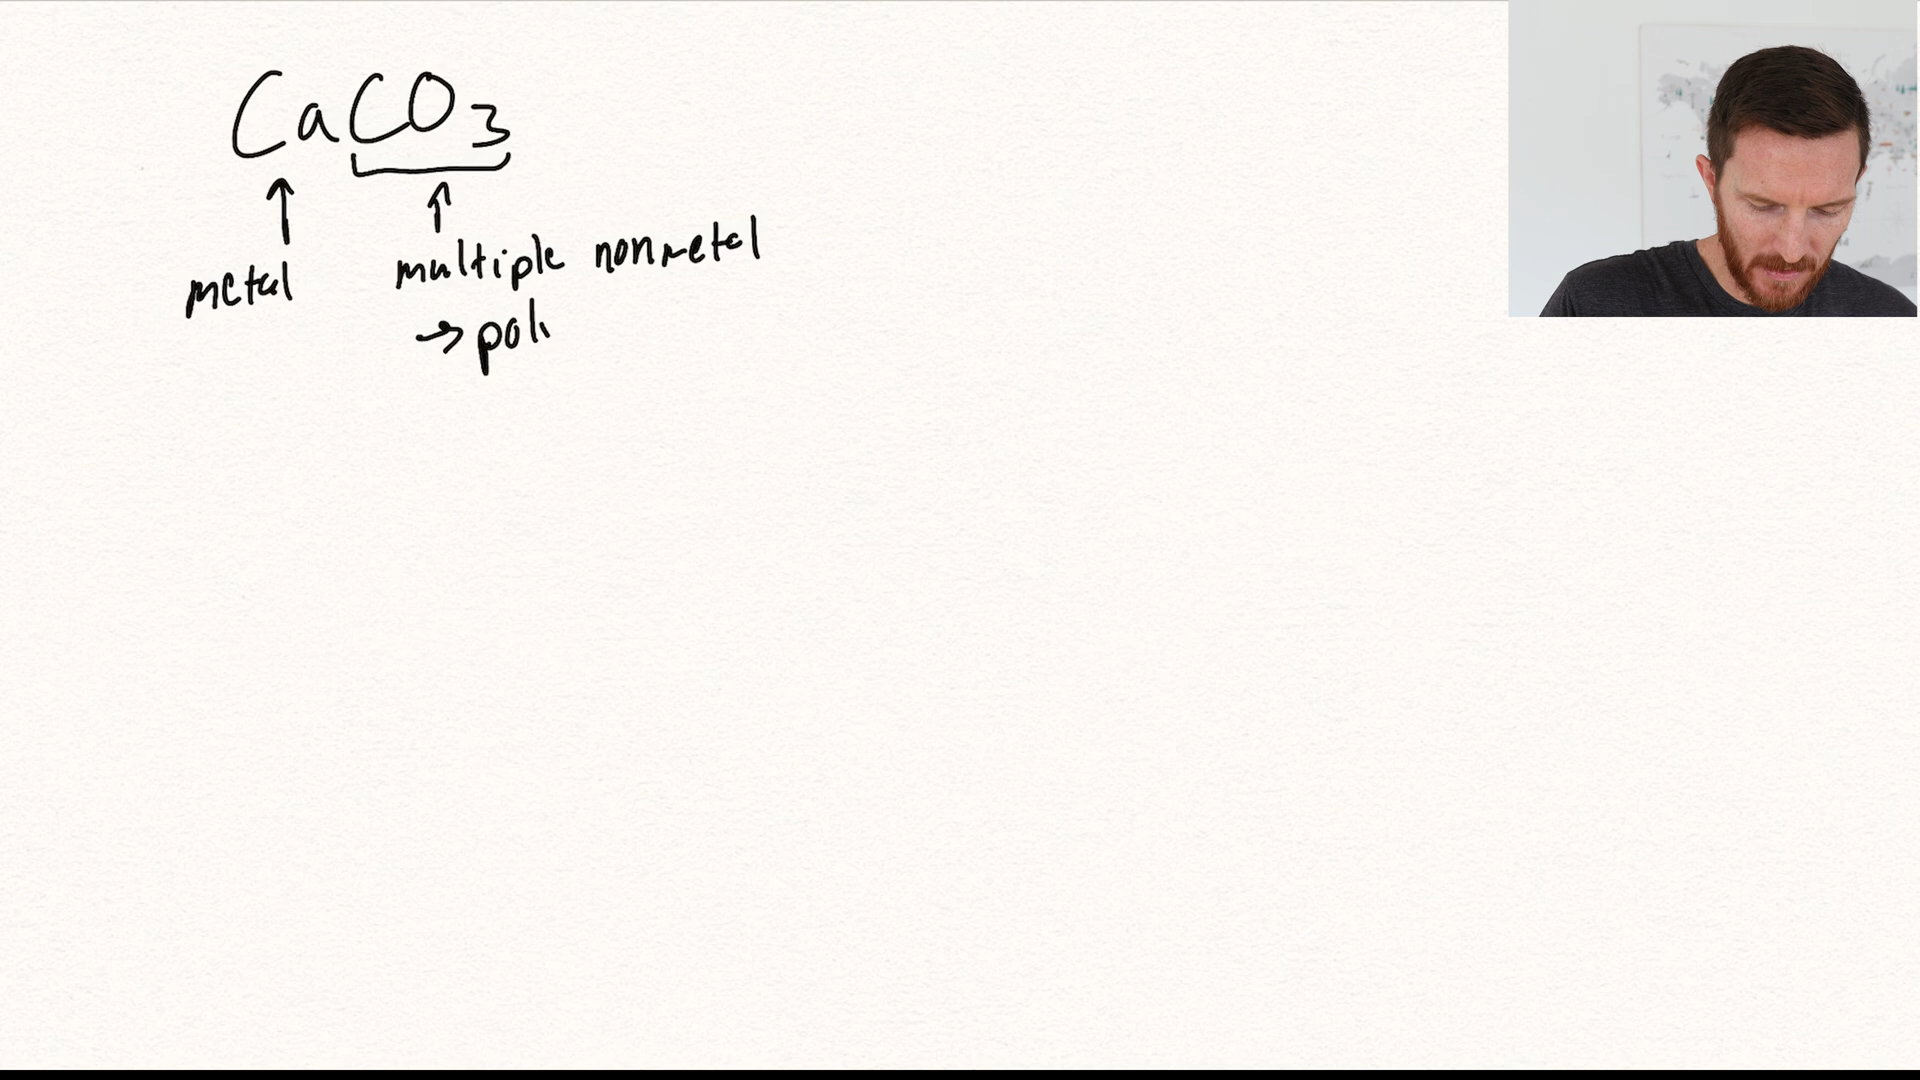 CaCO₃
metal multiple nonmetal
→ pol